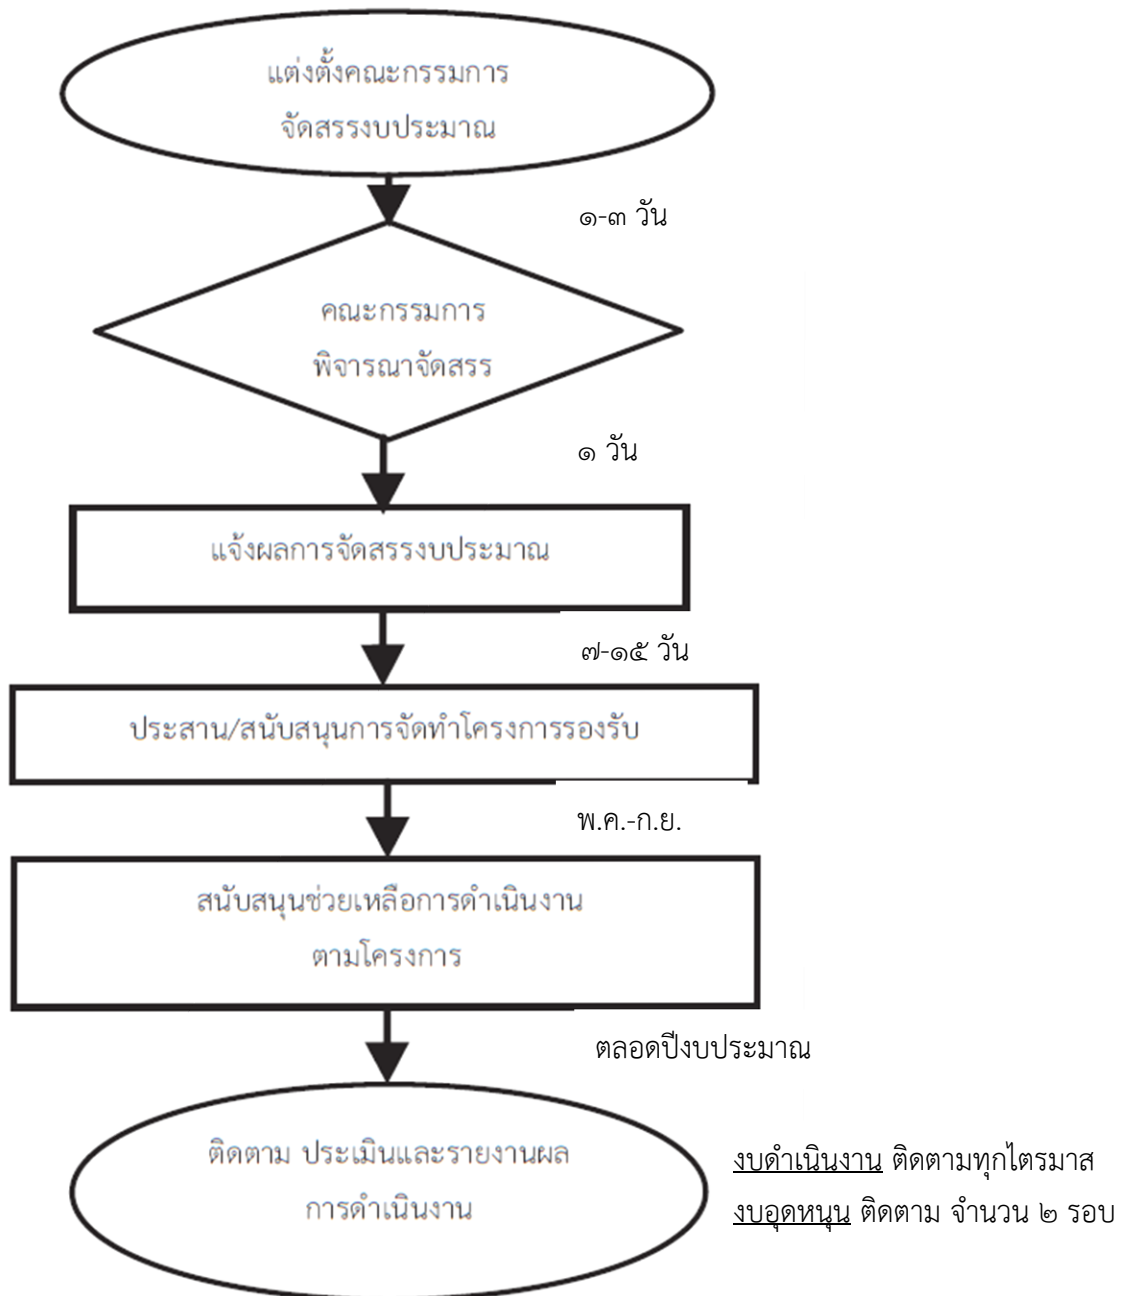 แต่งตั้งคณะกรรมการ
จัดสรรงบประมาณ
๑-๓ วัน
คณะกรรมการ
พิจารณาจัดสรร
๑ วัน
แจ้งผลการจัดสรรงบประมาณ
๗-๑๕ วัน
ประสาน/สนับสนุนการจัดทำโครงการรองรับ
พ.ค.-ก.ย.
สนับสนุนช่วยเหลือการดำเนินงาน
ตามโครงการ
ตลอดปีงบประมาณ
ติดตาม ประเมินและรายงานผล
การดำเนินงาน
งบดำเนินงาน ติดตามทุกไตรมาส
งบอุดหนุน ติดตาม จำนวน ๒ รอบ